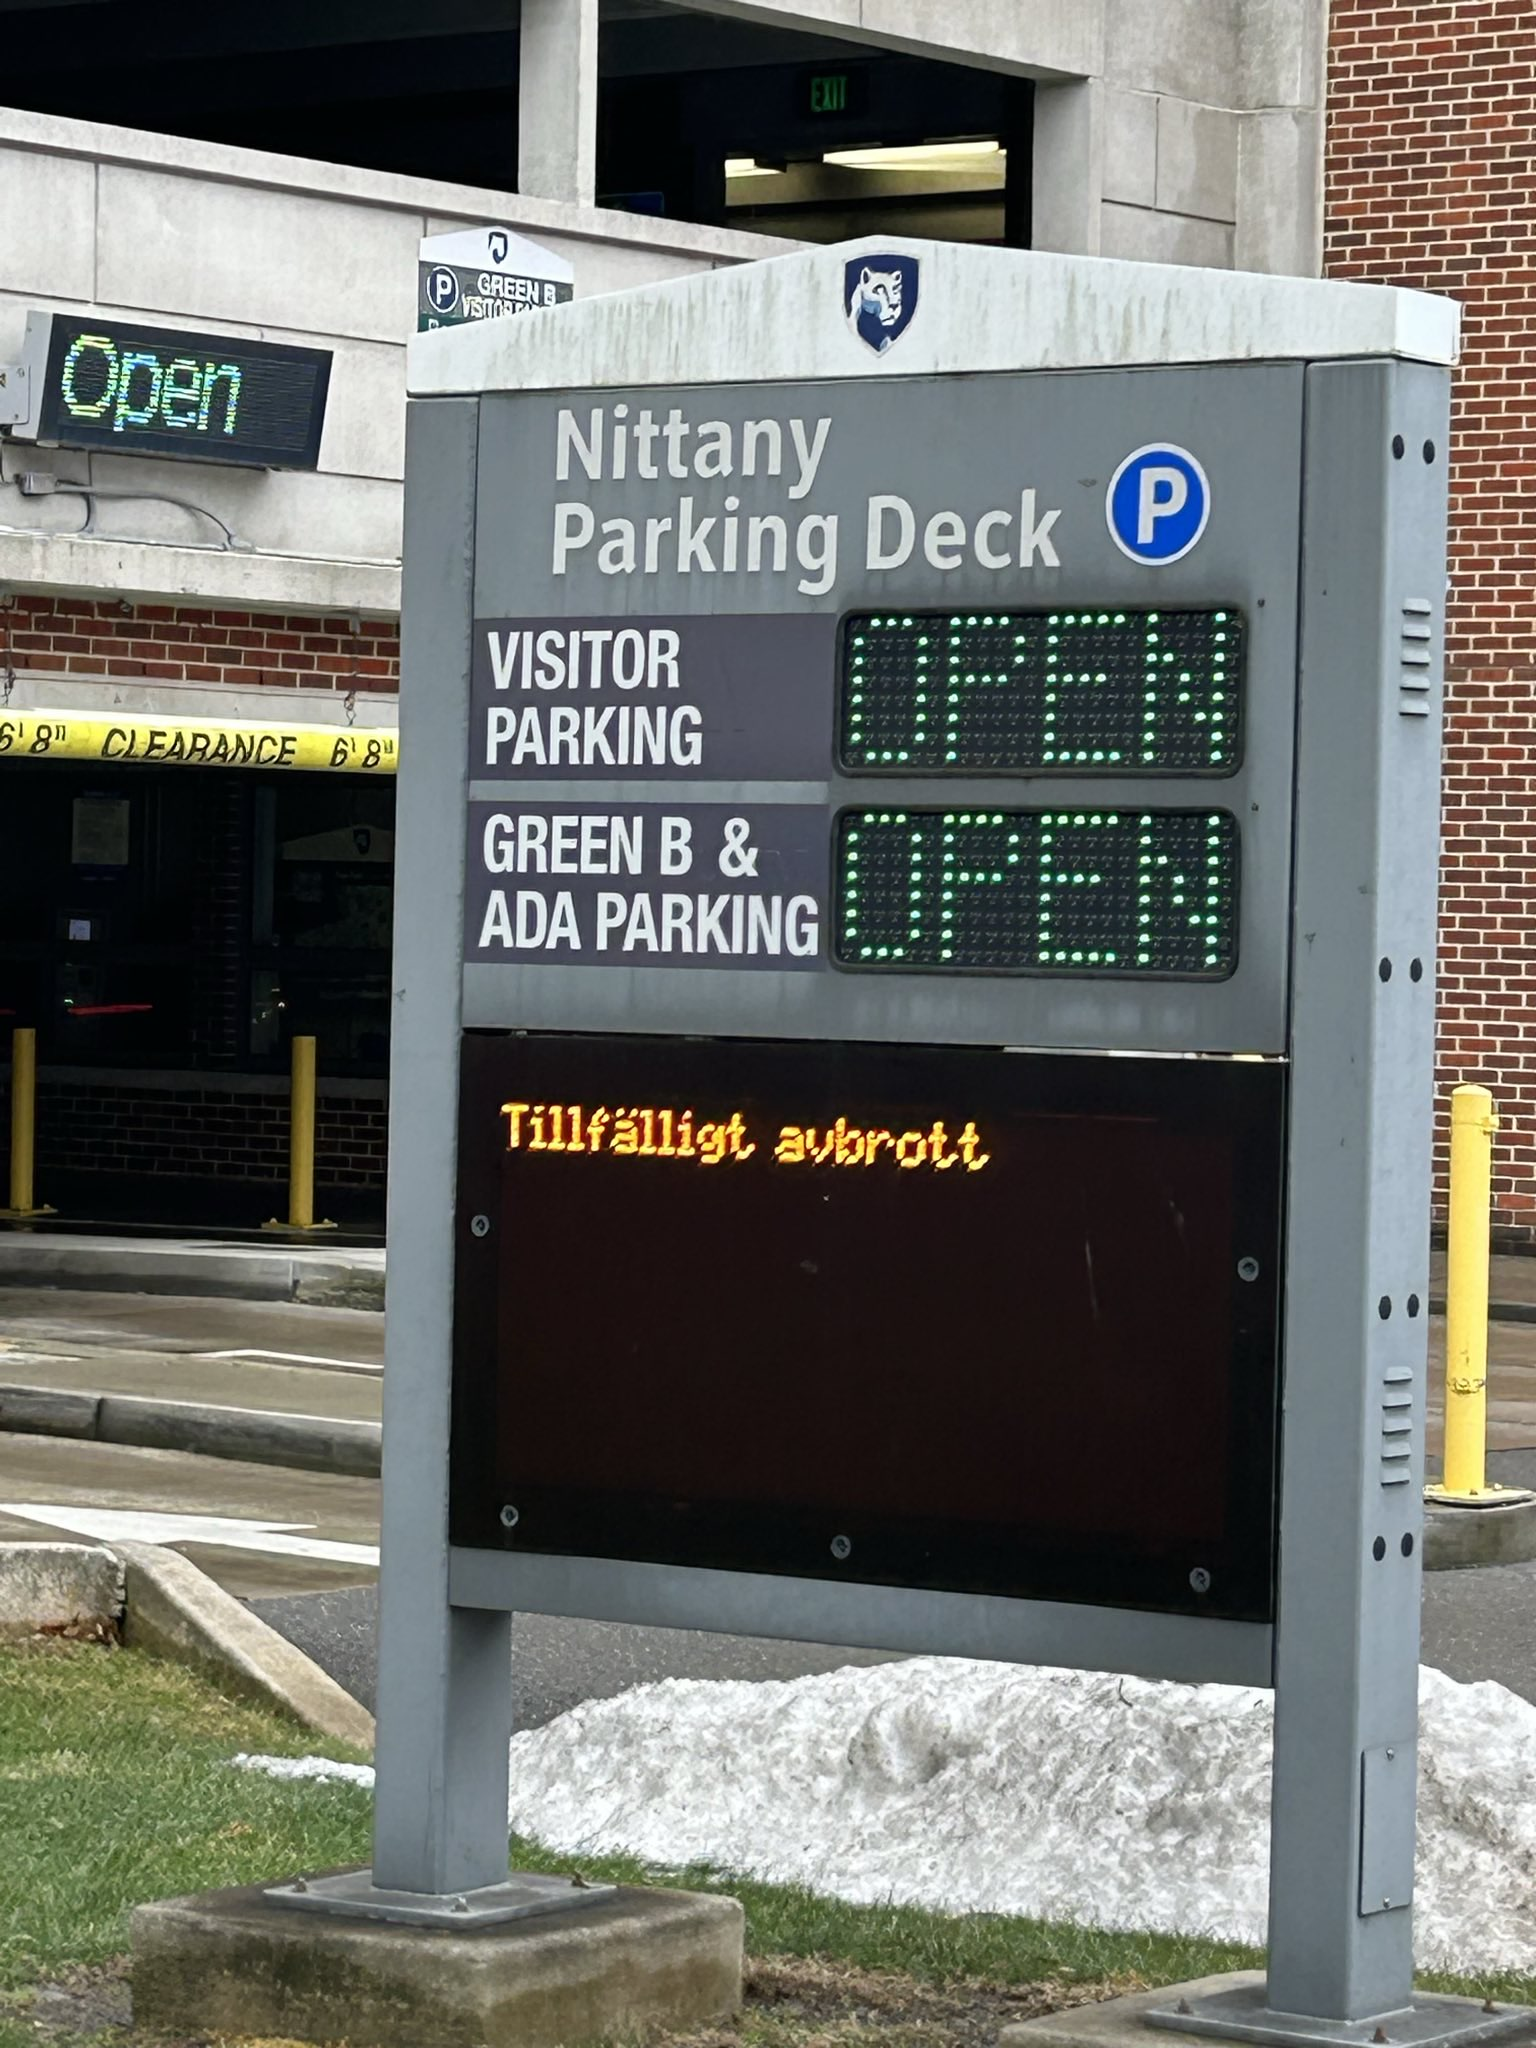 EXIT
P GREEN B
Open
Nittany
Parking Deck P
VISITOR
PARKING
OPEN
GREEN B &
ADA PARKING
OPEN
6' 8" CLEARANCE 6' 8"
Tillfälligt avbrott